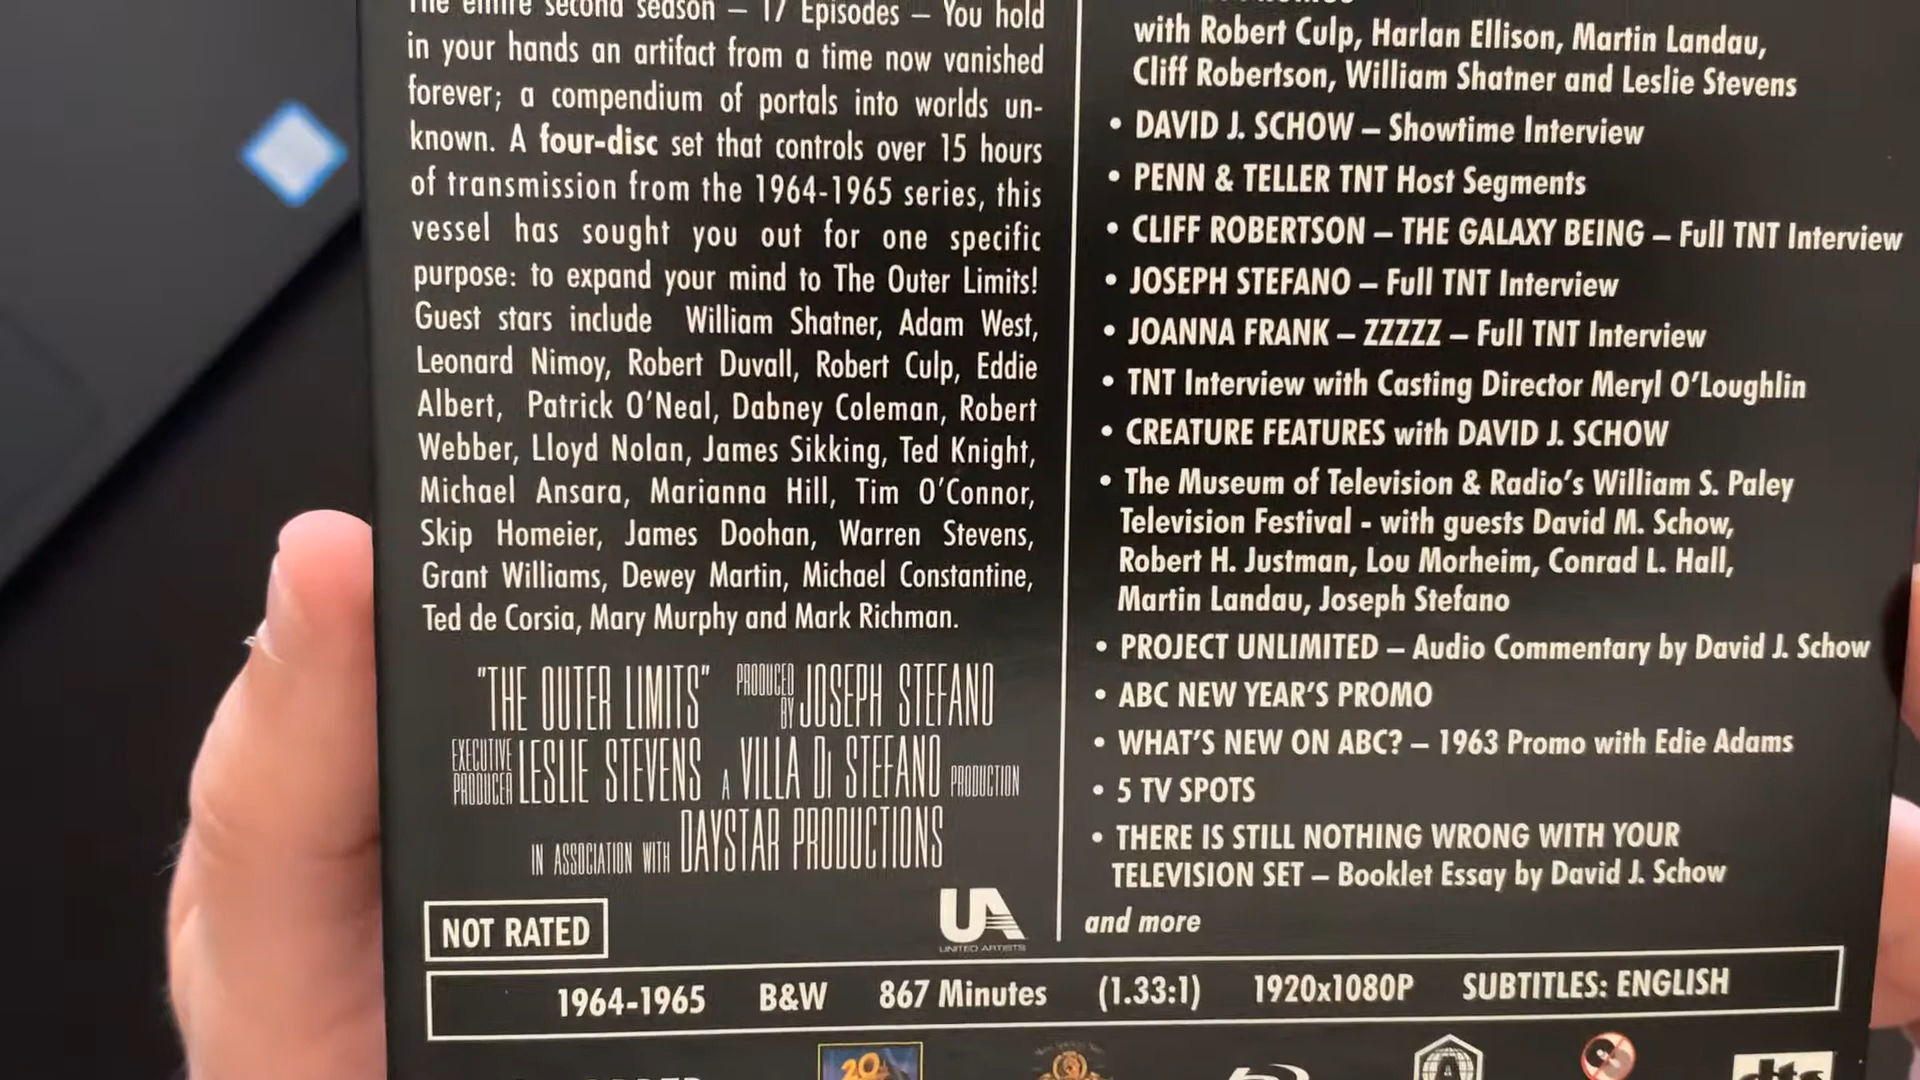 The entire second season – 17 Episodes – You hold
in your hands an artifact from a time now vanished
forever; a compendium of portals into worlds un-
known. A four-disc set that controls over 15 hours
of transmission from the 1964-1965 series, this
vessel has sought you out for one specific
purpose: to expand your mind to The Outer Limits!
Guest stars include William Shatner, Adam West,
Leonard Nimoy, Robert Duvall, Robert Culp, Eddie
Albert, Patrick O'Neal, Dabney Coleman, Robert
Webber, Lloyd Nolan, James Sikking, Ted Knight,
Michael Ansara, Marianna Hill, Tim O'Connor,
Skip Homeier, James Doohan, Warren Stevens,
Grant Williams, Dewey Martin, Michael Constantine,
Ted de Corsia, Mary Murphy and Mark Richman.
"THE OUTER LIMITS" PRODUCED BY JOSEPH STEFANO
EXECUTIVE PRODUCER LESLIE STEVENS A VILLA Di STEFANO PRODUCTION
IN ASSOCIATION WITH DAYSTAR PRODUCTIONS
NOT RATED
UA
UNITED ARTISTS
with Robert Culp, Harlan Ellison, Martin Landau,
Cliff Robertson, William Shatner and Leslie Stevens
• DAVID J. SCHOW – Showtime Interview
• PENN & TELLER TNT Host Segments
• CLIFF ROBERTSON – THE GALAXY BEING – Full TNT Interview
• JOSEPH STEFANO – Full TNT Interview
• JOANNA FRANK – ZZZZZ – Full TNT Interview
• TNT Interview with Casting Director Meryl O'Loughlin
• CREATURE FEATURES with DAVID J. SCHOW
• The Museum of Television & Radio's William S. Paley
Television Festival - with guests David M. Schow,
Robert H. Justman, Lou Morheim, Conrad L. Hall,
Martin Landau, Joseph Stefano
• PROJECT UNLIMITED – Audio Commentary by David J. Schow
• ABC NEW YEAR'S PROMO
• WHAT'S NEW ON ABC? – 1963 Promo with Edie Adams
• 5 TV SPOTS
• THERE IS STILL NOTHING WRONG WITH YOUR
TELEVISION SET – Booklet Essay by David J. Schow
and more
1964-1965 B&W 867 Minutes (1.33:1) 1920x1080P SUBTITLES: ENGLISH
20
A
dts